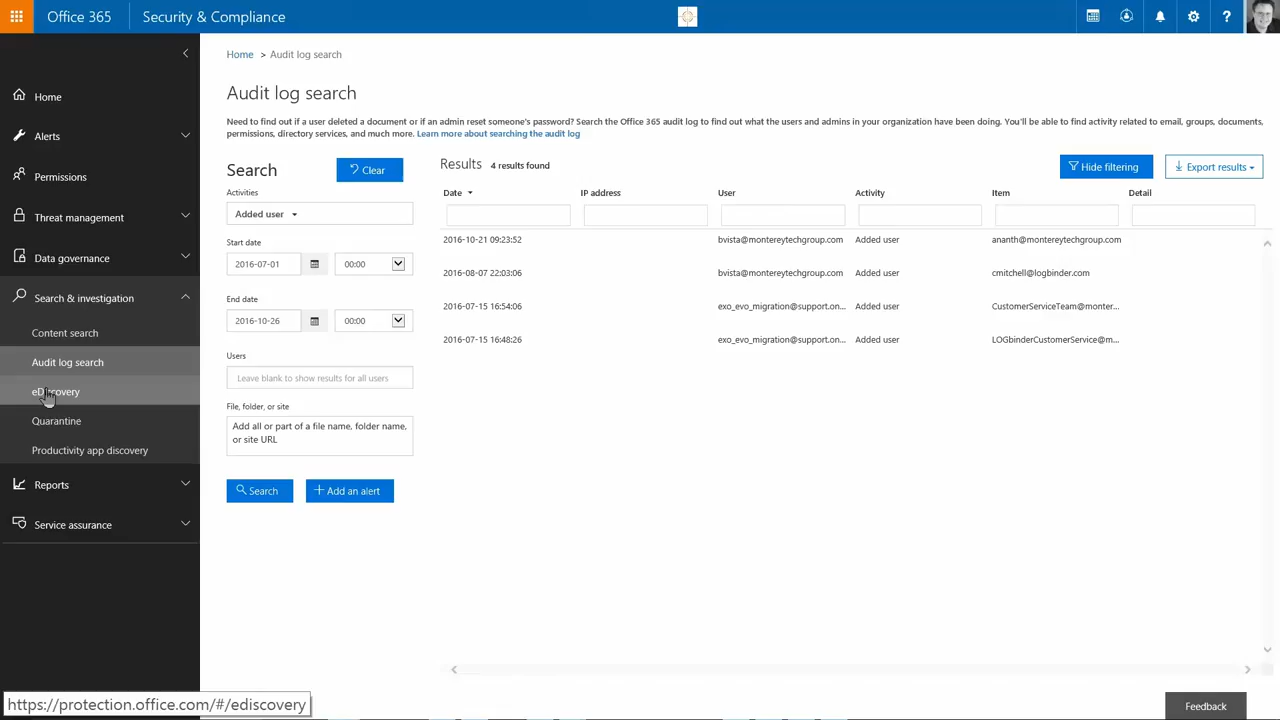 Office 365
Security & Compliance
?
Home
Alerts
Permissions
Threat management
Data governance
Search & investigation
Content search
Audit log search
eDiscovery
Quarantine
Productivity app discovery
Reports
Service assurance
Home > Audit log search
Audit log search
Need to find out if a user deleted a document or if an admin reset someone's password? Search the Office 365 audit log to find out what the users and admins in your organization have been doing. You'll be able to find activity related to email, groups, documents,
permissions, directory services, and much more. Learn more about searching the audit log
Search
Clear
Activities
Added user
Start date
2016-07-01
00:00
End date
2016-10-26
00:00
Users
Leave blank to show results for all users
File, folder, or site
Add all or part of a file name, folder name,
or site URL
Search
Add an alert
Results 4 results found
Hide filtering
Export results
Date IP address User Activity Item Detail
2016-10-21 09:23:52 bvista@montereytechgroup.com Added user ananth@montereytechgroup.com
2016-08-07 22:03:06 bvista@montereytechgroup.com Added user cmitchell@logbinder.com
2016-07-15 16:54:06 exo_evo_migration@support.on... Added user CustomerServiceTeam@monter...
2016-07-15 16:48:26 exo_evo_migration@support.on... Added user LOGbinderCustomerService@m...
https://protection.office.com/#/ediscovery
Feedback